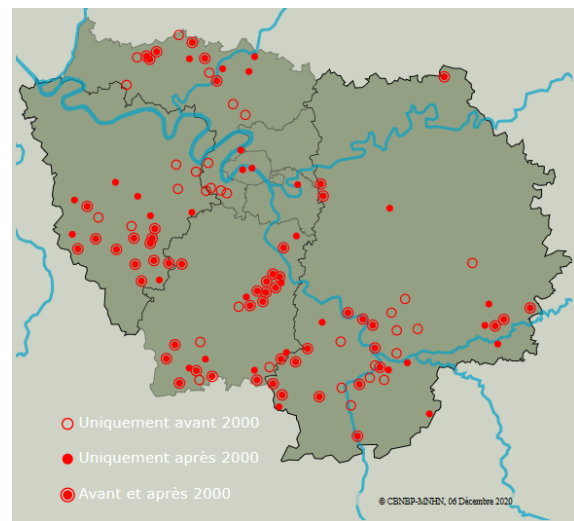 Uniquement avant 2000
Uniquement après 2000
Avant et après 2000
© CBNBP-MNHN, 06 Décembre 2020